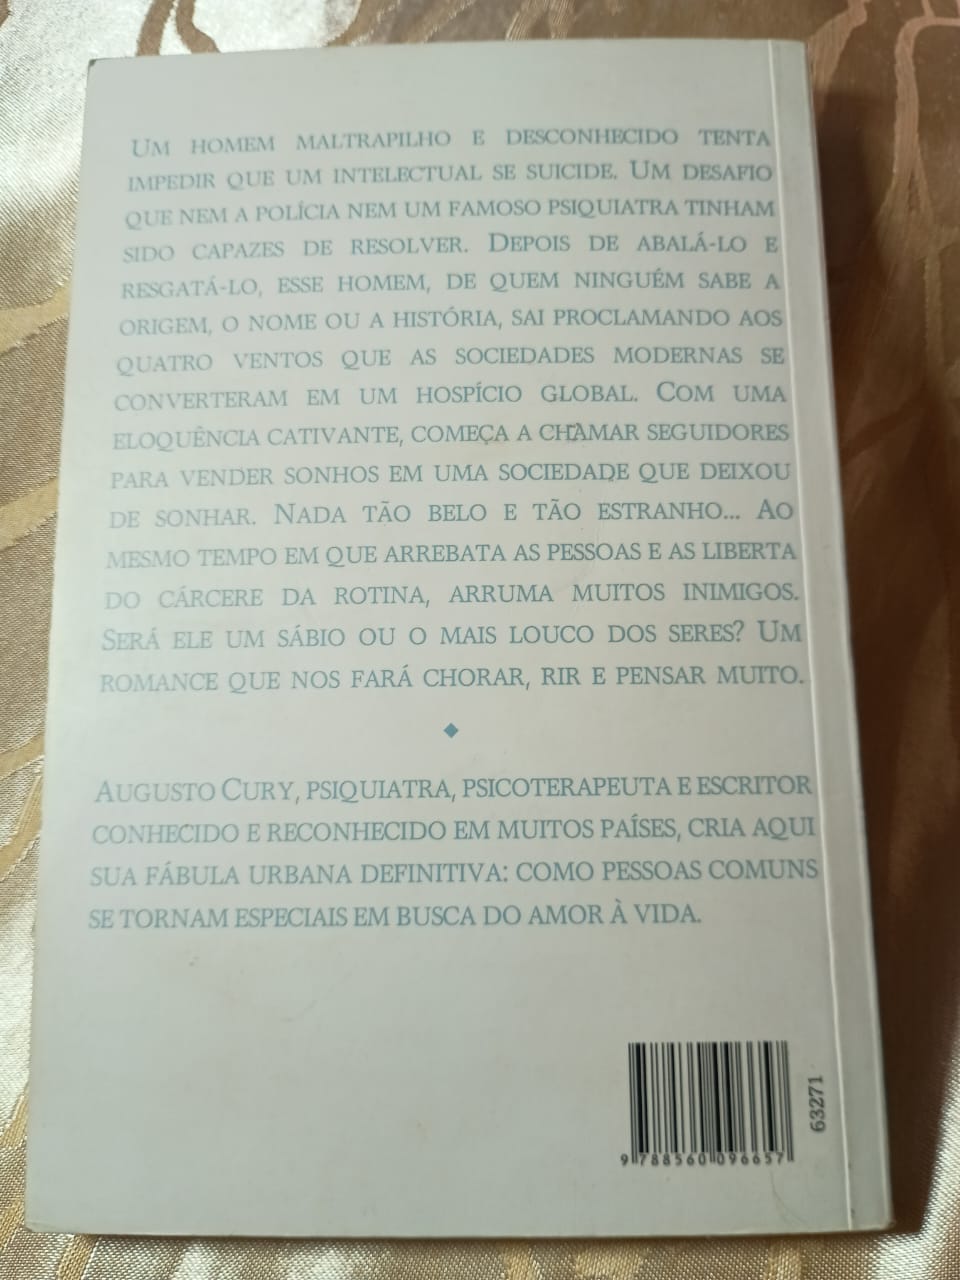 UM HOMEM MALTRAPILHO E DESCONHECIDO TENTA
IMPEDIR QUE UM INTELECTUAL SE SUICIDE. UM DESAFIO
QUE NEM A POLÍCIA NEM UM FAMOSO PSIQUIATRA TINHAM
SIDO CAPAZES DE RESOLVER. DEPOIS DE ABALÁ-LO E
RESGATÁ-LO, ESSE HOMEM, DE QUEM NINGUÉM SABE A
ORIGEM, O NOME OU A HISTÓRIA, SAI PROCLAMANDO AOS
QUATRO VENTOS QUE AS SOCIEDADES MODERNAS SE
CONVERTERAM EM UM HOSPÍCIO GLOBAL. COM UMA
ELOQUÊNCIA CATIVANTE, COMEÇA A CHAMAR SEGUIDORES
PARA VENDER SONHOS EM UMA SOCIEDADE QUE DEIXOU
DE SONHAR. NADA TÃO BELO E TÃO ESTRANHO... AO
MESMO TEMPO EM QUE ARREBATA AS PESSOAS E AS LIBERTA
DO CÁRCERE DA ROTINA, ARRUMA MUITOS INIMIGOS.
SERÁ ELE UM SÁBIO OU O MAIS LOUCO DOS SERES? UM
ROMANCE QUE NOS FARÁ CHORAR, RIR E PENSAR MUITO.
AUGUSTO CURY, PSIQUIATRA, PSICOTERAPEUTA E ESCRITOR
CONHECIDO E RECONHECIDO EM MUITOS PAÍSES, CRIA AQUI
SUA FÁBULA URBANA DEFINITIVA: COMO PESSOAS COMUNS
SE TORNAM ESPECIAIS EM BUSCA DO AMOR À VIDA.
9 788560 096657
63271